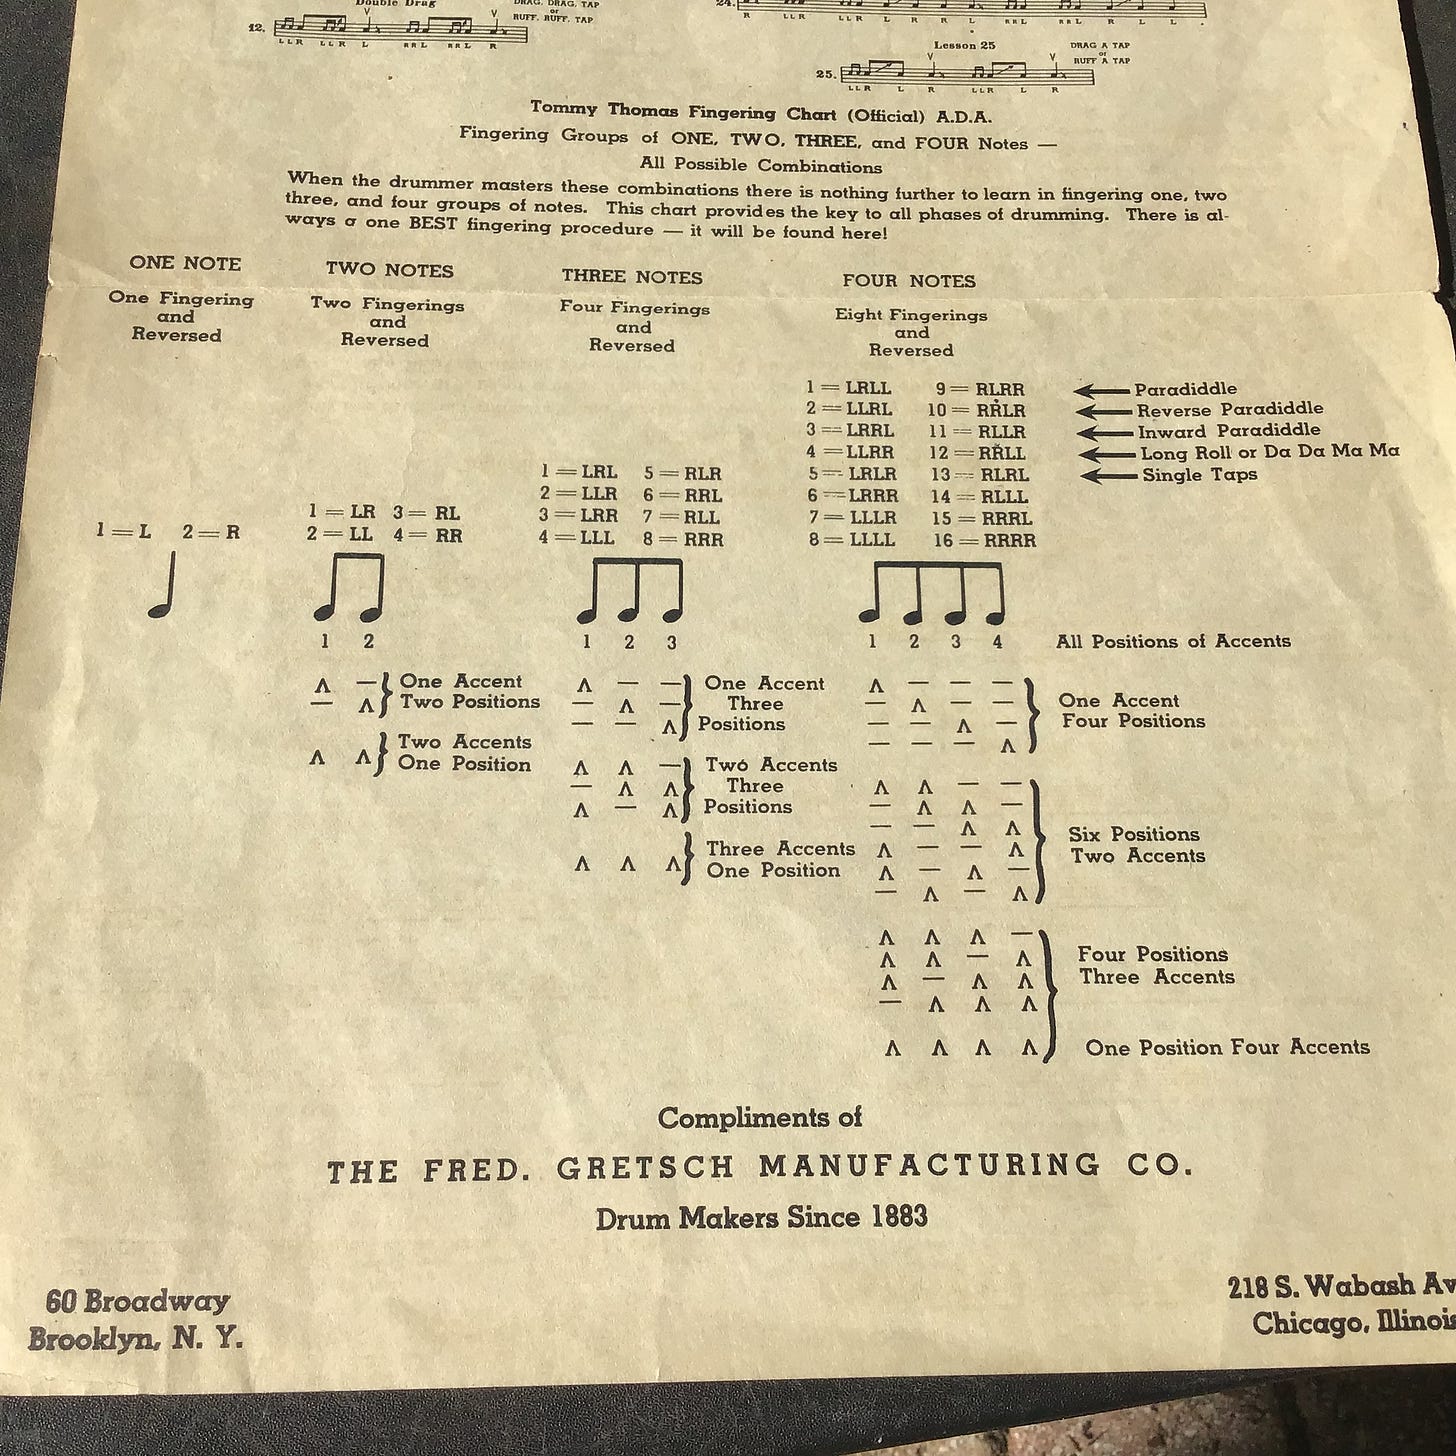 Double Drag
DRAG, DRAG, TAP
or
RUFF, RUFF, TAP
12.
LLR LLR L RRL RRL R
24.
R LLR LLR L R L R L RRL RRL R L L
Lesson 25
DRAG A TAP
or
RUFF A TAP
25.
LLR L R LLR L R
Tommy Thomas Fingering Chart (Official) A.D.A.
Fingering Groups of ONE, TWO, THREE, and FOUR Notes —
All Possible Combinations
When the drummer masters these combinations there is nothing further to learn in fingering one, two
three, and four groups of notes. This chart provides the key to all phases of drumming. There is al-
ways a one BEST fingering procedure — it will be found here!
ONE NOTE
One Fingering
and
Reversed
1 = L 2 = R
TWO NOTES
Two Fingerings
and
Reversed
1 = LR 3 = RL
2 = LL 4 = RR
1 2
Λ —
— Λ
One Accent
Two Positions
Λ Λ
Two Accents
One Position
THREE NOTES
Four Fingerings
and
Reversed
1 = LRL 5 = RLR
2 = LLR 6 = RRL
3 = LRR 7 = RLL
4 = LLL 8 = RRR
1 2 3
Λ — —
— Λ —
— — Λ
One Accent
Three
Positions
Λ Λ —
— Λ Λ
Λ — Λ
Two Accents
Three
Positions
Λ Λ Λ
Three Accents
One Position
FOUR NOTES
Eight Fingerings
and
Reversed
1 = LRLL 9 = RLRR Paradiddle
2 = LLRL 10 = RRLR Reverse Paradiddle
3 = LRRL 11 = RLLR Inward Paradiddle
4 = LLRR 12 = RRLL Long Roll or Da Da Ma Ma
5 = LRLR 13 = RLRL Single Taps
6 = LRRR 14 = RLLL
7 = LLLR 15 = RRRL
8 = LLLL 16 = RRRR
1 2 3 4 All Positions of Accents
Λ — — —
— Λ — —
— — Λ —
— — — Λ
One Accent
Four Positions
Λ Λ — —
— Λ Λ —
— — Λ Λ
Λ — — Λ
Λ — Λ —
— Λ — Λ
Six Positions
Two Accents
Λ Λ Λ —
Λ Λ — Λ
Λ — Λ Λ
— Λ Λ Λ
Four Positions
Three Accents
Λ Λ Λ Λ
One Position Four Accents
Compliments of
THE FRED. GRETSCH MANUFACTURING CO.
Drum Makers Since 1883
60 Broadway
Brooklyn, N. Y.
218 S. Wabash Av
Chicago, Illinois